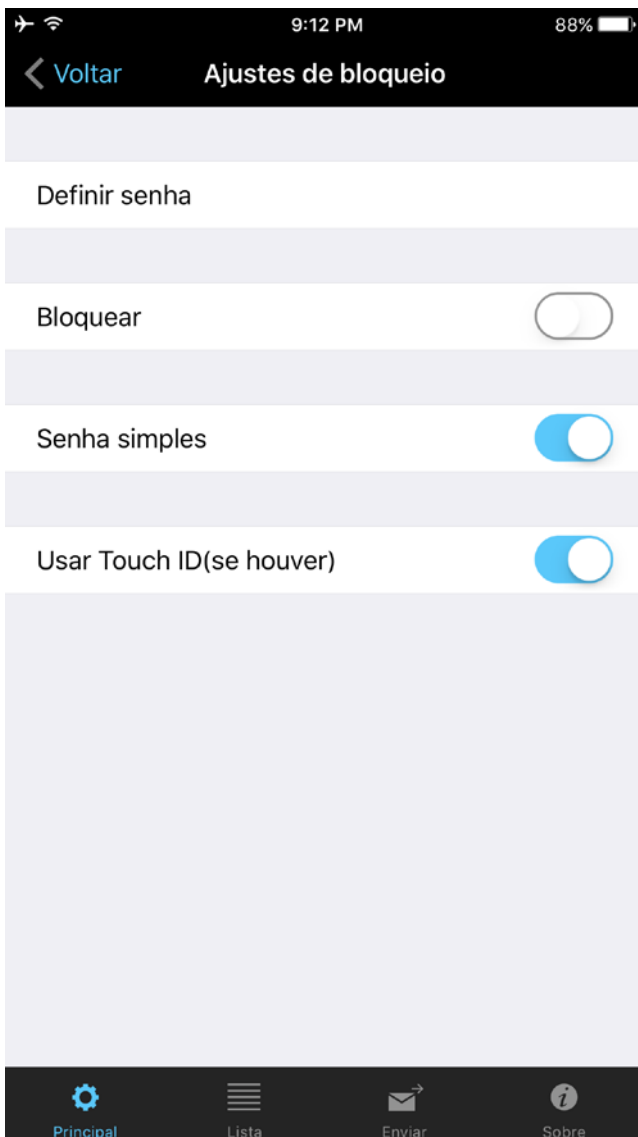 9:12 PM 88%
Voltar Ajustes de bloqueio
Definir senha
Bloquear
Senha simples
Usar Touch ID(se houver)
Principal Lista Enviar Sobre